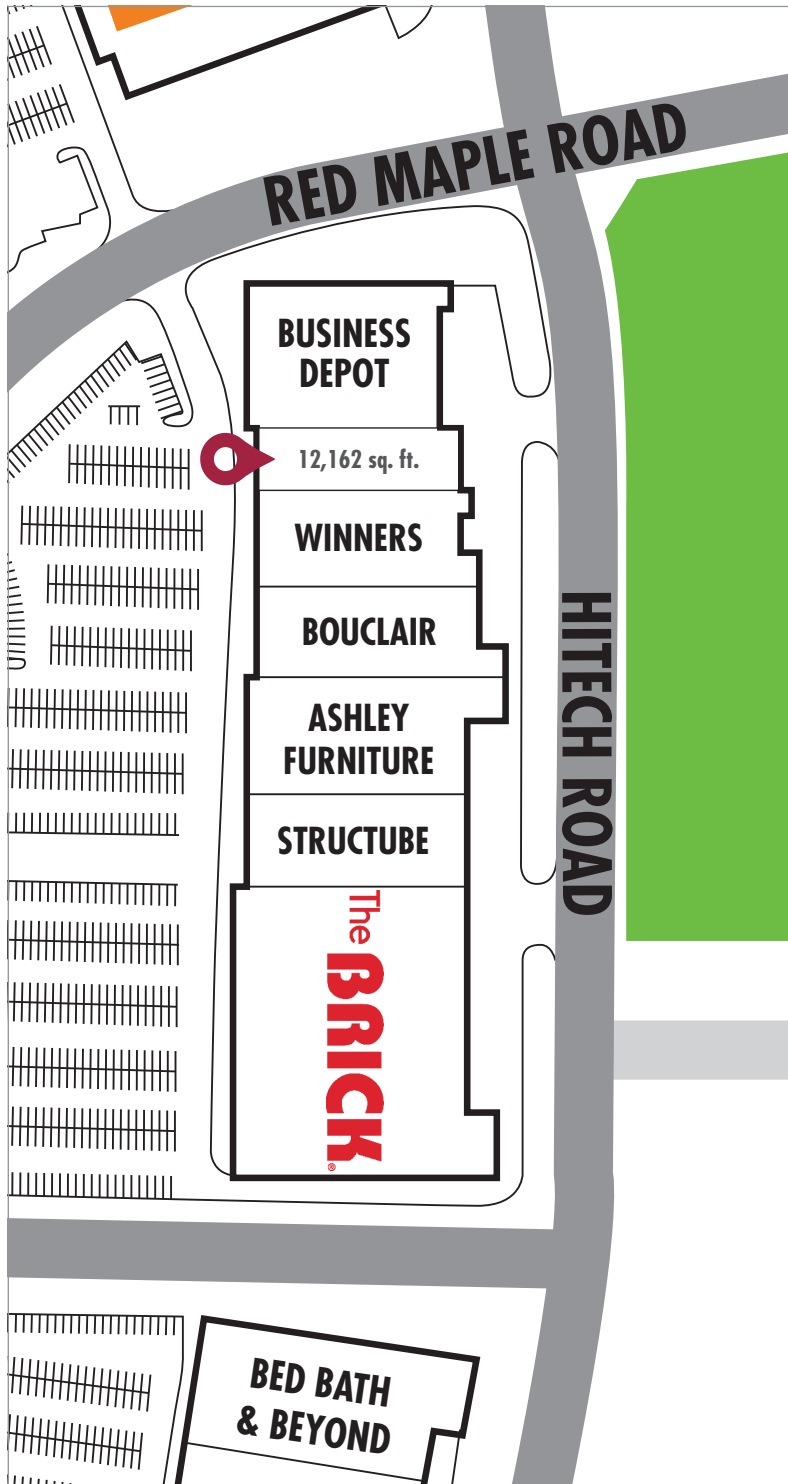 RED MAPLE ROAD
BUSINESS
DEPOT
12,162 sq. ft.
WINNERS
BOUCLAIR
HITECH ROAD
ASHLEY
FURNITURE
STRUCTUBE
The
BRICK®
BED BATH
& BEYOND